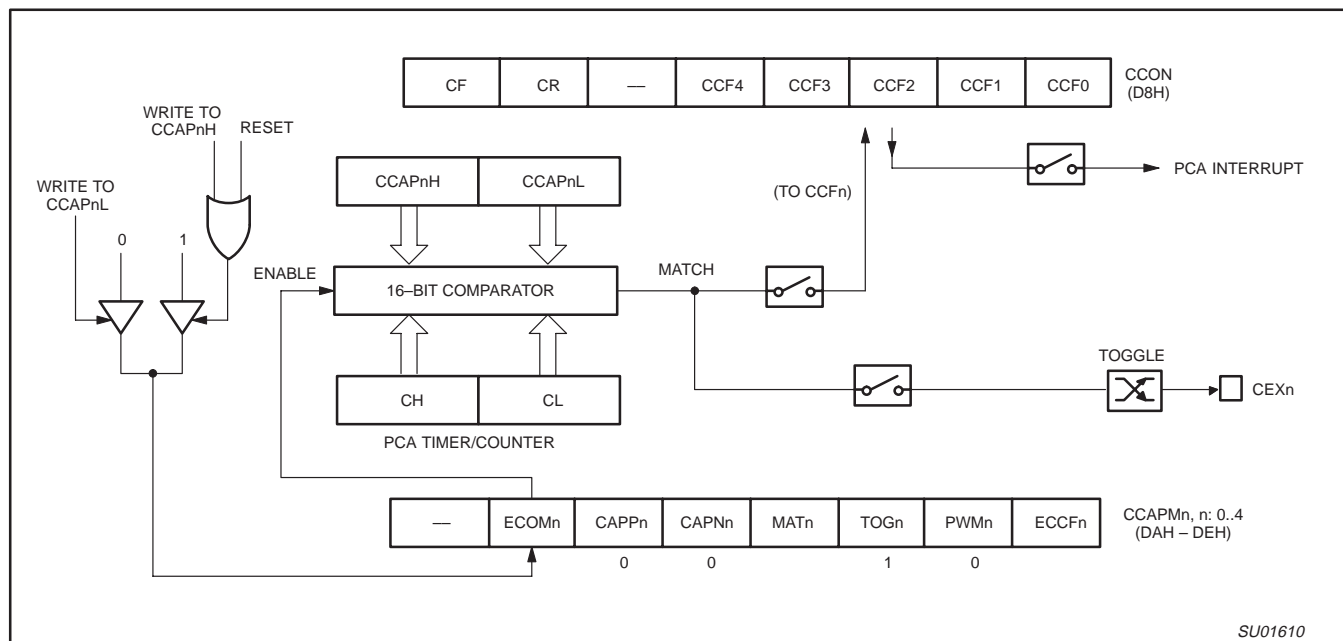 CF CR — CCF4 CCF3 CCF2 CCF1 CCF0
CCON
(D8H)
WRITE TO
CCAPnH
RESET
WRITE TO
CCAPnL
0 1
CCAPnH CCAPnL
(TO CCFn)
PCA INTERRUPT
ENABLE
16–BIT COMPARATOR
MATCH
TOGGLE
CEXn
CH CL
PCA TIMER/COUNTER
— ECOMn CAPPn CAPNn MATn TOGn PWMn ECCFn
CCAPMn, n: 0..4
(DAH – DEH)
0 0 1 0
SU01610